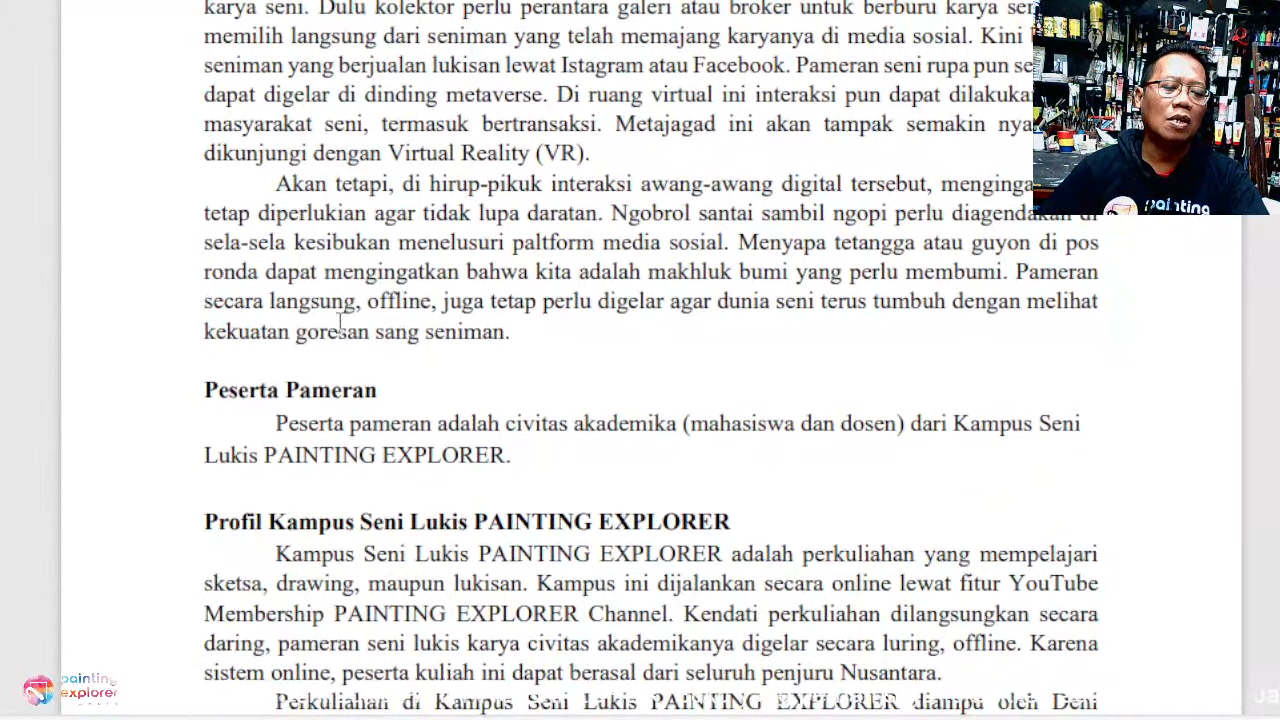 karya seni. Dulu kolektor perlu perantara galeri atau broker untuk berburu karya
memilih langsung dari seniman yang telah memajang karyanya di media sosial. Kini
seniman yang berjualan lukisan lewat Istagram atau Facebook. Pameran seni rupa pun
dapat digelar di dinding metaverse. Di ruang virtual ini interaksi pun dapat
masyarakat seni, termasuk bertransaksi. Metajagad ini akan tampak semakin
dikunjungi dengan Virtual Reality (VR).
Akan tetapi, di hirup-pikuk interaksi awang-awang digital tersebut,
tetap diperlukian agar tidak lupa daratan. Ngobrol santai sambil ngopi perlu diagendakan di
sela-sela kesibukan menelusuri paltform media sosial. Menyapa tetangga atau guyon di pos
ronda dapat mengingatkan bahwa kita adalah makhluk bumi yang perlu membumi. Pameran
secara langsung, offline, juga tetap perlu digelar agar dunia seni terus tumbuh dengan melihat
kekuatan goresan sang seniman.
Peserta Pameran
Peserta pameran adalah civitas akademika (mahasiswa dan dosen) dari Kampus Seni
Lukis PAINTING EXPLORER.
Profil Kampus Seni Lukis PAINTING EXPLORER
Kampus Seni Lukis PAINTING EXPLORER adalah perkuliahan yang mempelajari
sketsa, drawing, maupun lukisan. Kampus ini dijalankan secara online lewat fitur YouTube
Membership PAINTING EXPLORER Channel. Kendati perkuliahan dilangsungkan secara
daring, pameran seni lukis karya civitas akademikanya digelar secara luring, offline. Karena
sistem online, peserta kuliah ini dapat berasal dari seluruh penjuru Nusantara.
Perkuliahan di Kampus Seni Lukis PAINTING EXPLORER diampu oleh Deni
painting
painting
explorer